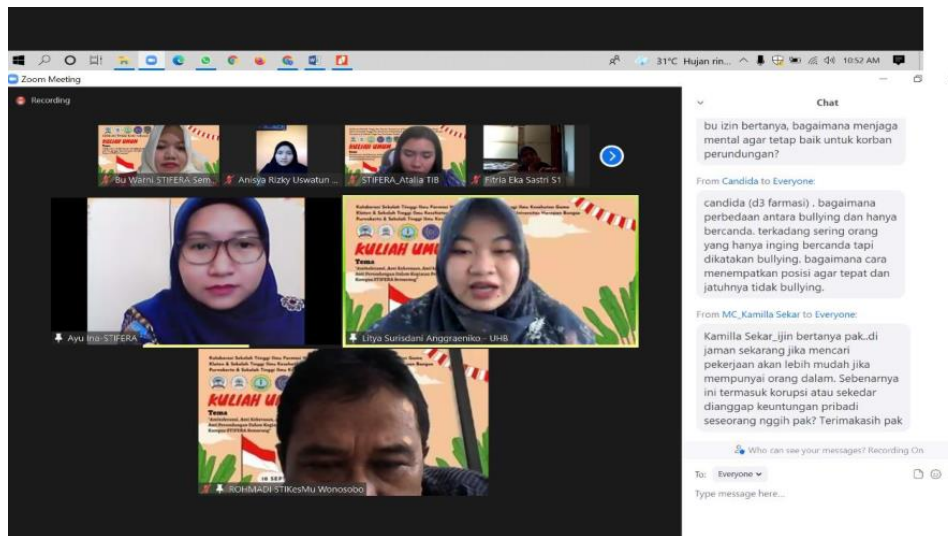 31°C Hujan rin... 10:52 AM
Zoom Meeting
Recording
Bu Warni STIFERA Sem...
Anisya Rizky Uswatun ...
STIFERA_Atalia TIB
Fitria Eka Sastri S1
KULIAH UMUM
KULIAH UMU
Tema
Ayu Ina-STIFERA
Litya Surisdani Anggraeniko - UHB
KULIAH U
Tema
ROHMADI STIKesMu Wonosobo
Chat
bu izin bertanya, bagaimana menjaga
mental agar tetap baik untuk korban
perundungan?
From Candida to Everyone:
candida (d3 farmasi) . bagaimana
perbedaan antara bullying dan hanya
bercanda. terkadang sering orang
yang hanya inging bercanda tapi
dikatakan bullying. bagaimana cara
menempatkan posisi agar tepat dan
jatuhnya tidak bullying.
From MC_Kamilla Sekar to Everyone:
Kamilla Sekar_ijin bertanya pak..di
jaman sekarang jika mencari
pekerjaan akan lebih mudah jika
mempunyai orang dalam. Sebenarnya
ini termasuk korupsi atau sekedar
dianggap keuntungan pribadi
seseorang nggih pak? Terimakasih pak
Who can see your messages? Recording On
To: Everyone
Type message here...